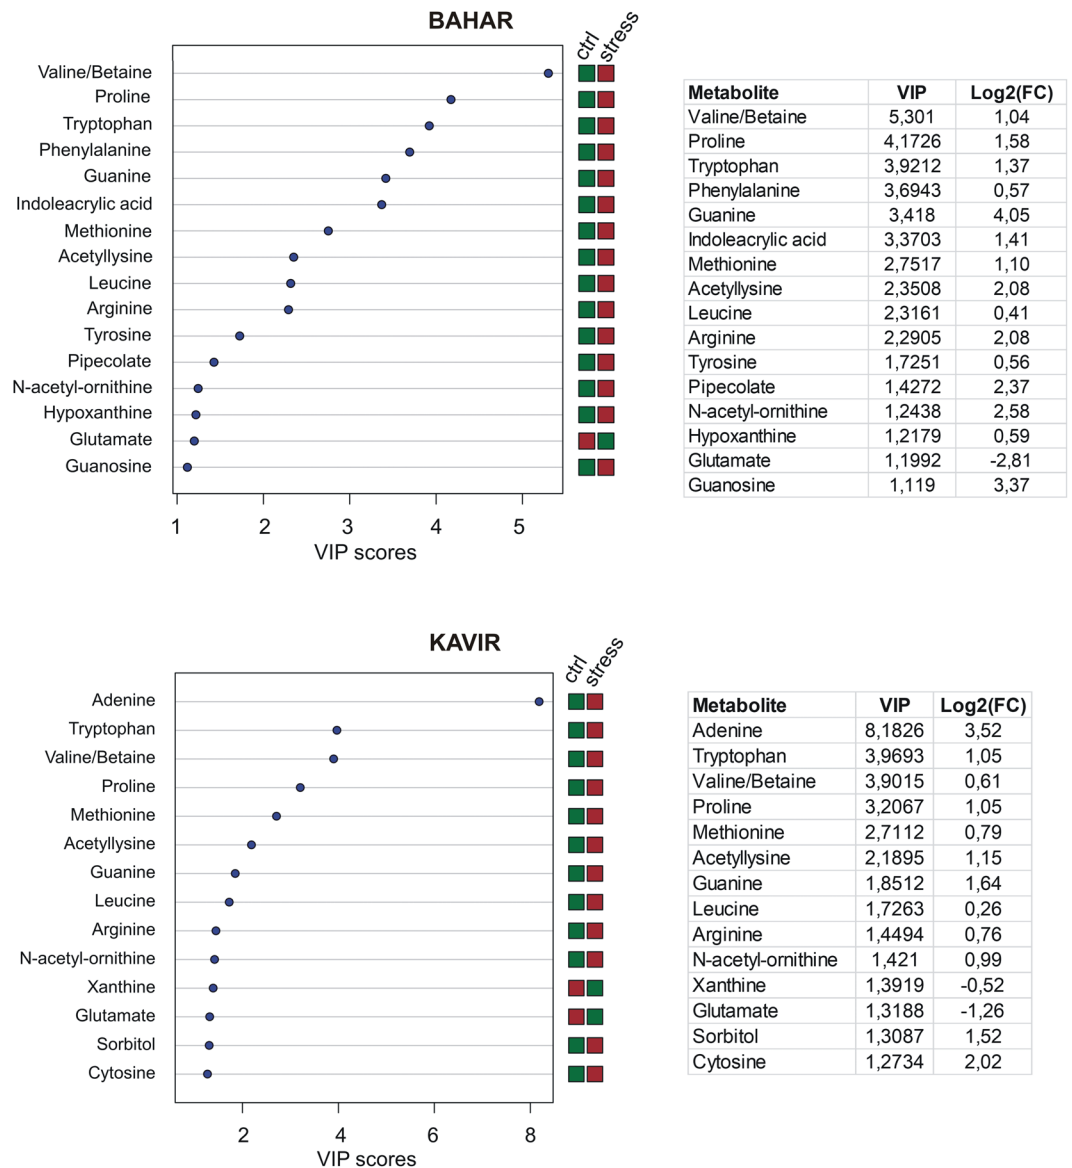 BAHAR
ctrl stress
Valine/Betaine
Proline
Tryptophan
Phenylalanine
Guanine
Indoleacrylic acid
Methionine
Acetyllysine
Leucine
Arginine
Tyrosine
Pipecolate
N-acetyl-ornithine
Hypoxanthine
Glutamate
Guanosine
1 2 3 4 5
VIP scores
Metabolite VIP Log2(FC)
Valine/Betaine 5,301 1,04
Proline 4,1726 1,58
Tryptophan 3,9212 1,37
Phenylalanine 3,6943 0,57
Guanine 3,418 4,05
Indoleacrylic acid 3,3703 1,41
Methionine 2,7517 1,10
Acetyllysine 2,3508 2,08
Leucine 2,3161 0,41
Arginine 2,2905 2,08
Tyrosine 1,7251 0,56
Pipecolate 1,4272 2,37
N-acetyl-ornithine 1,2438 2,58
Hypoxanthine 1,2179 0,59
Glutamate 1,1992 -2,81
Guanosine 1,119 3,37
KAVIR
ctrl stress
Adenine
Tryptophan
Valine/Betaine
Proline
Methionine
Acetyllysine
Guanine
Leucine
Arginine
N-acetyl-ornithine
Xanthine
Glutamate
Sorbitol
Cytosine
2 4 6 8
VIP scores
Metabolite VIP Log2(FC)
Adenine 8,1826 3,52
Tryptophan 3,9693 1,05
Valine/Betaine 3,9015 0,61
Proline 3,2067 1,05
Methionine 2,7112 0,79
Acetyllysine 2,1895 1,15
Guanine 1,8512 1,64
Leucine 1,7263 0,26
Arginine 1,4494 0,76
N-acetyl-ornithine 1,421 0,99
Xanthine 1,3919 -0,52
Glutamate 1,3188 -1,26
Sorbitol 1,3087 1,52
Cytosine 1,2734 2,02